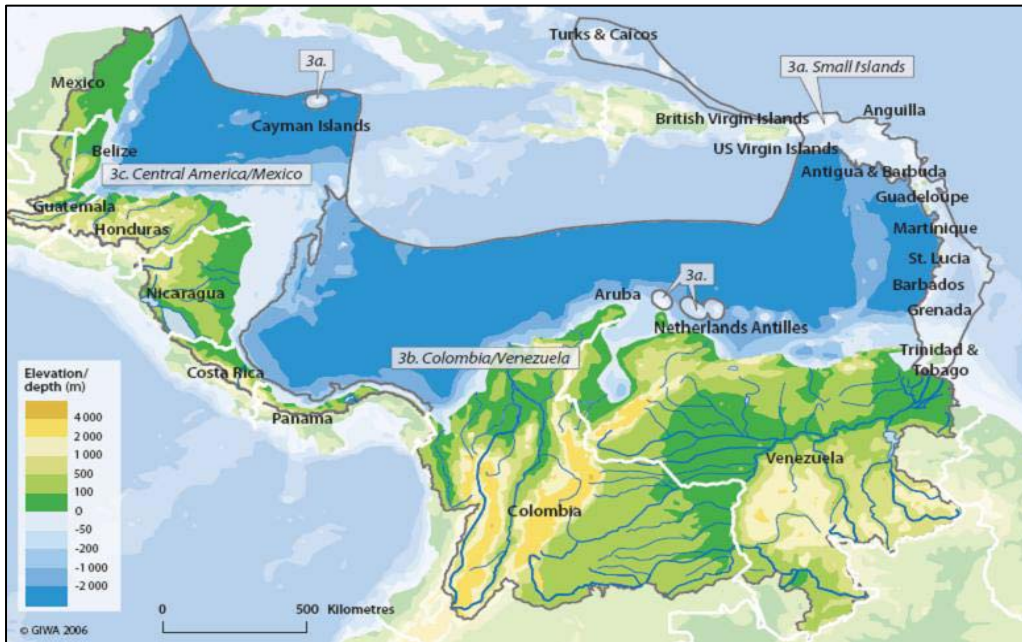 Turks & Caicos
3a.
3a. Small Islands
Mexico
Anguilla
British Virgin Islands
Cayman Islands
US Virgin Islands
Belize
3c. Central America/Mexico
Antigua & Barbuda
Guatemala
Guadeloupe
Honduras
Martinique
St. Lucia
Nicaragua
3a.
Barbados
Aruba
Grenada
Netherlands Antilles
3b. Colombia/Venezuela
Trinidad &
Tobago
Costa Rica
Panama
Elevation/
depth (m)
4 000
2 000
1 000
500
100
0
-50
-200
-1 000
-2 000
Venezuela
Colombia
0 500 Kilometres
© GIWA 2006